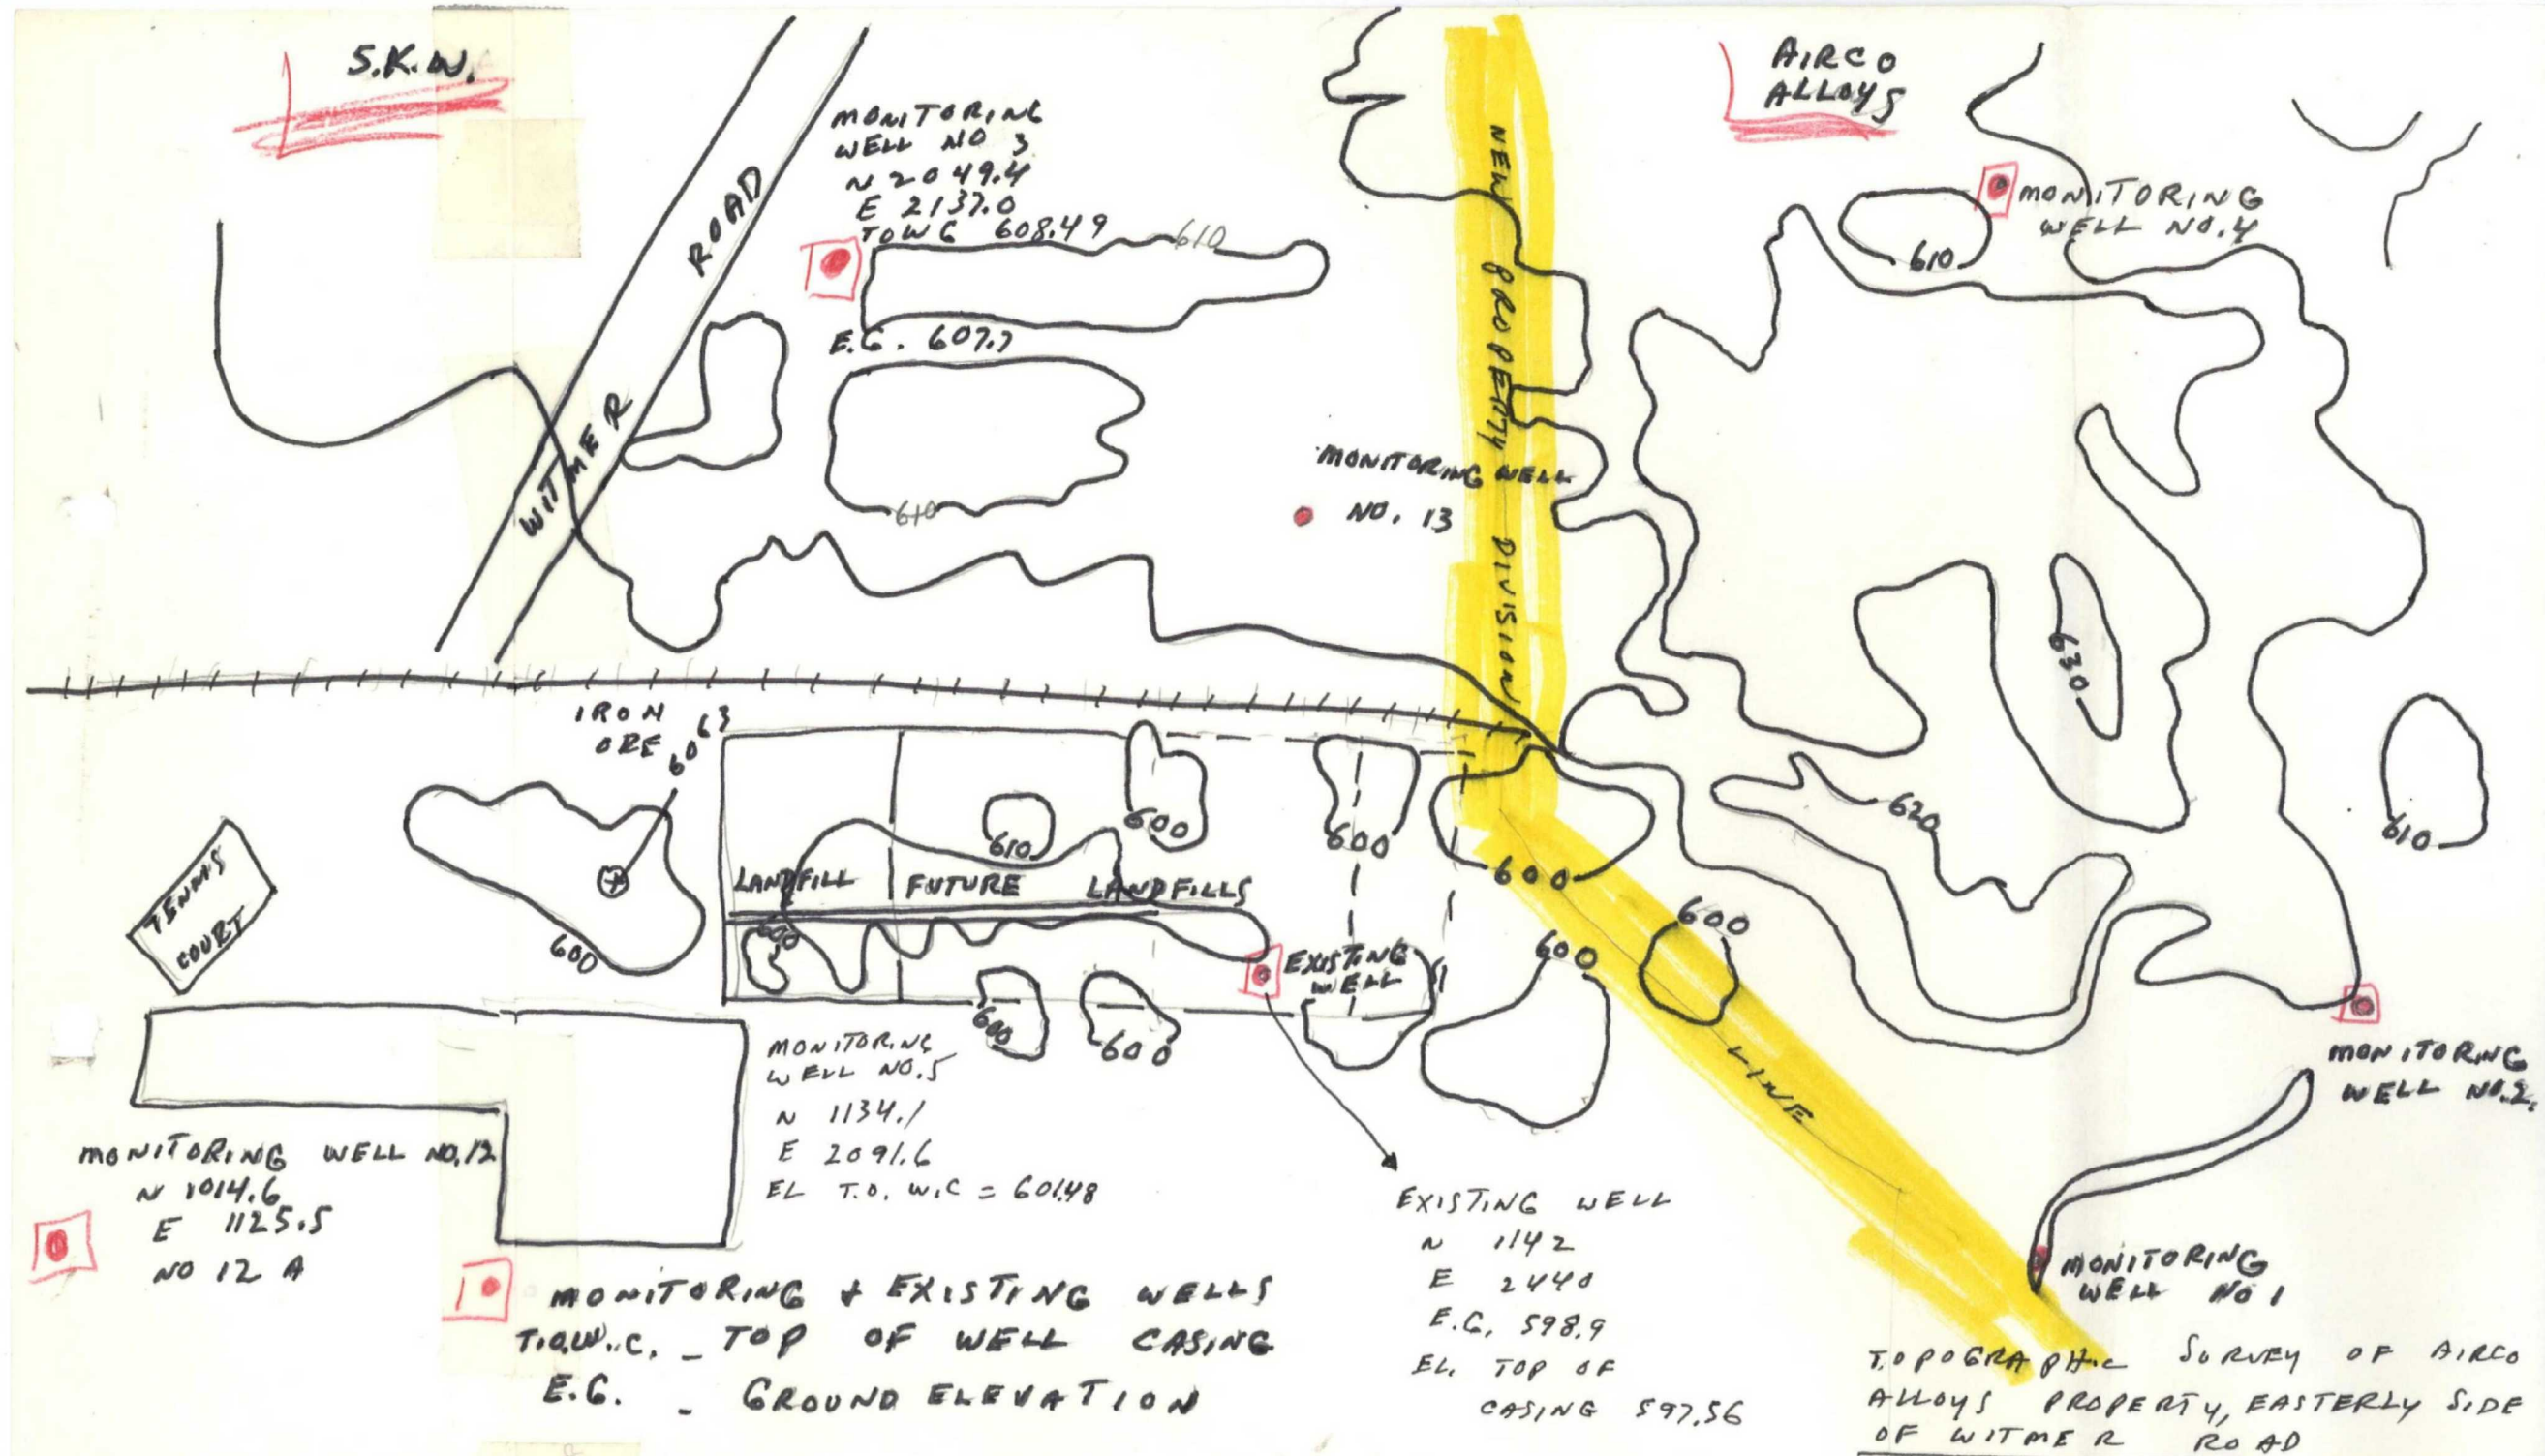 S.K.W.
AIRCO
ALLOYS
MONITORING
WELL NO 3
N 2049.4
E 2137.0
TOWC 608.49
610
E.G. 607.7
WITMER ROAD
610
NEW PROPERTY DIVISION LINE
MONITORING
WELL NO.4
610
MONITORING WELL
NO. 13
630
IRON
ORE
6063
TENNIS
COURT
600
LANDFILL
FUTURE LANDFILLS
610
600
600
600
600
620
610
600
600
600
600
EXISTING
WELL
MONITORING
WELL NO.2.
MONITORING
WELL NO.5
N 1134.1
E 2091.6
EL T.O. W.C = 601.48
MONITORING WELL NO.12
N 1014.6
E 1125.5
NO 12 A
EXISTING WELL
N 1142
E 2440
E.G. 598.9
EL. TOP OF
CASING 597.56
MONITORING
WELL NO 1
MONITORING + EXISTING WELLS
T.O.W.C. - TOP OF WELL CASING
E.G. - GROUND ELEVATION
TOPOGRAPHIC SURVEY OF AIRCO
ALLOYS PROPERTY, EASTERLY SIDE
OF WITMER ROAD